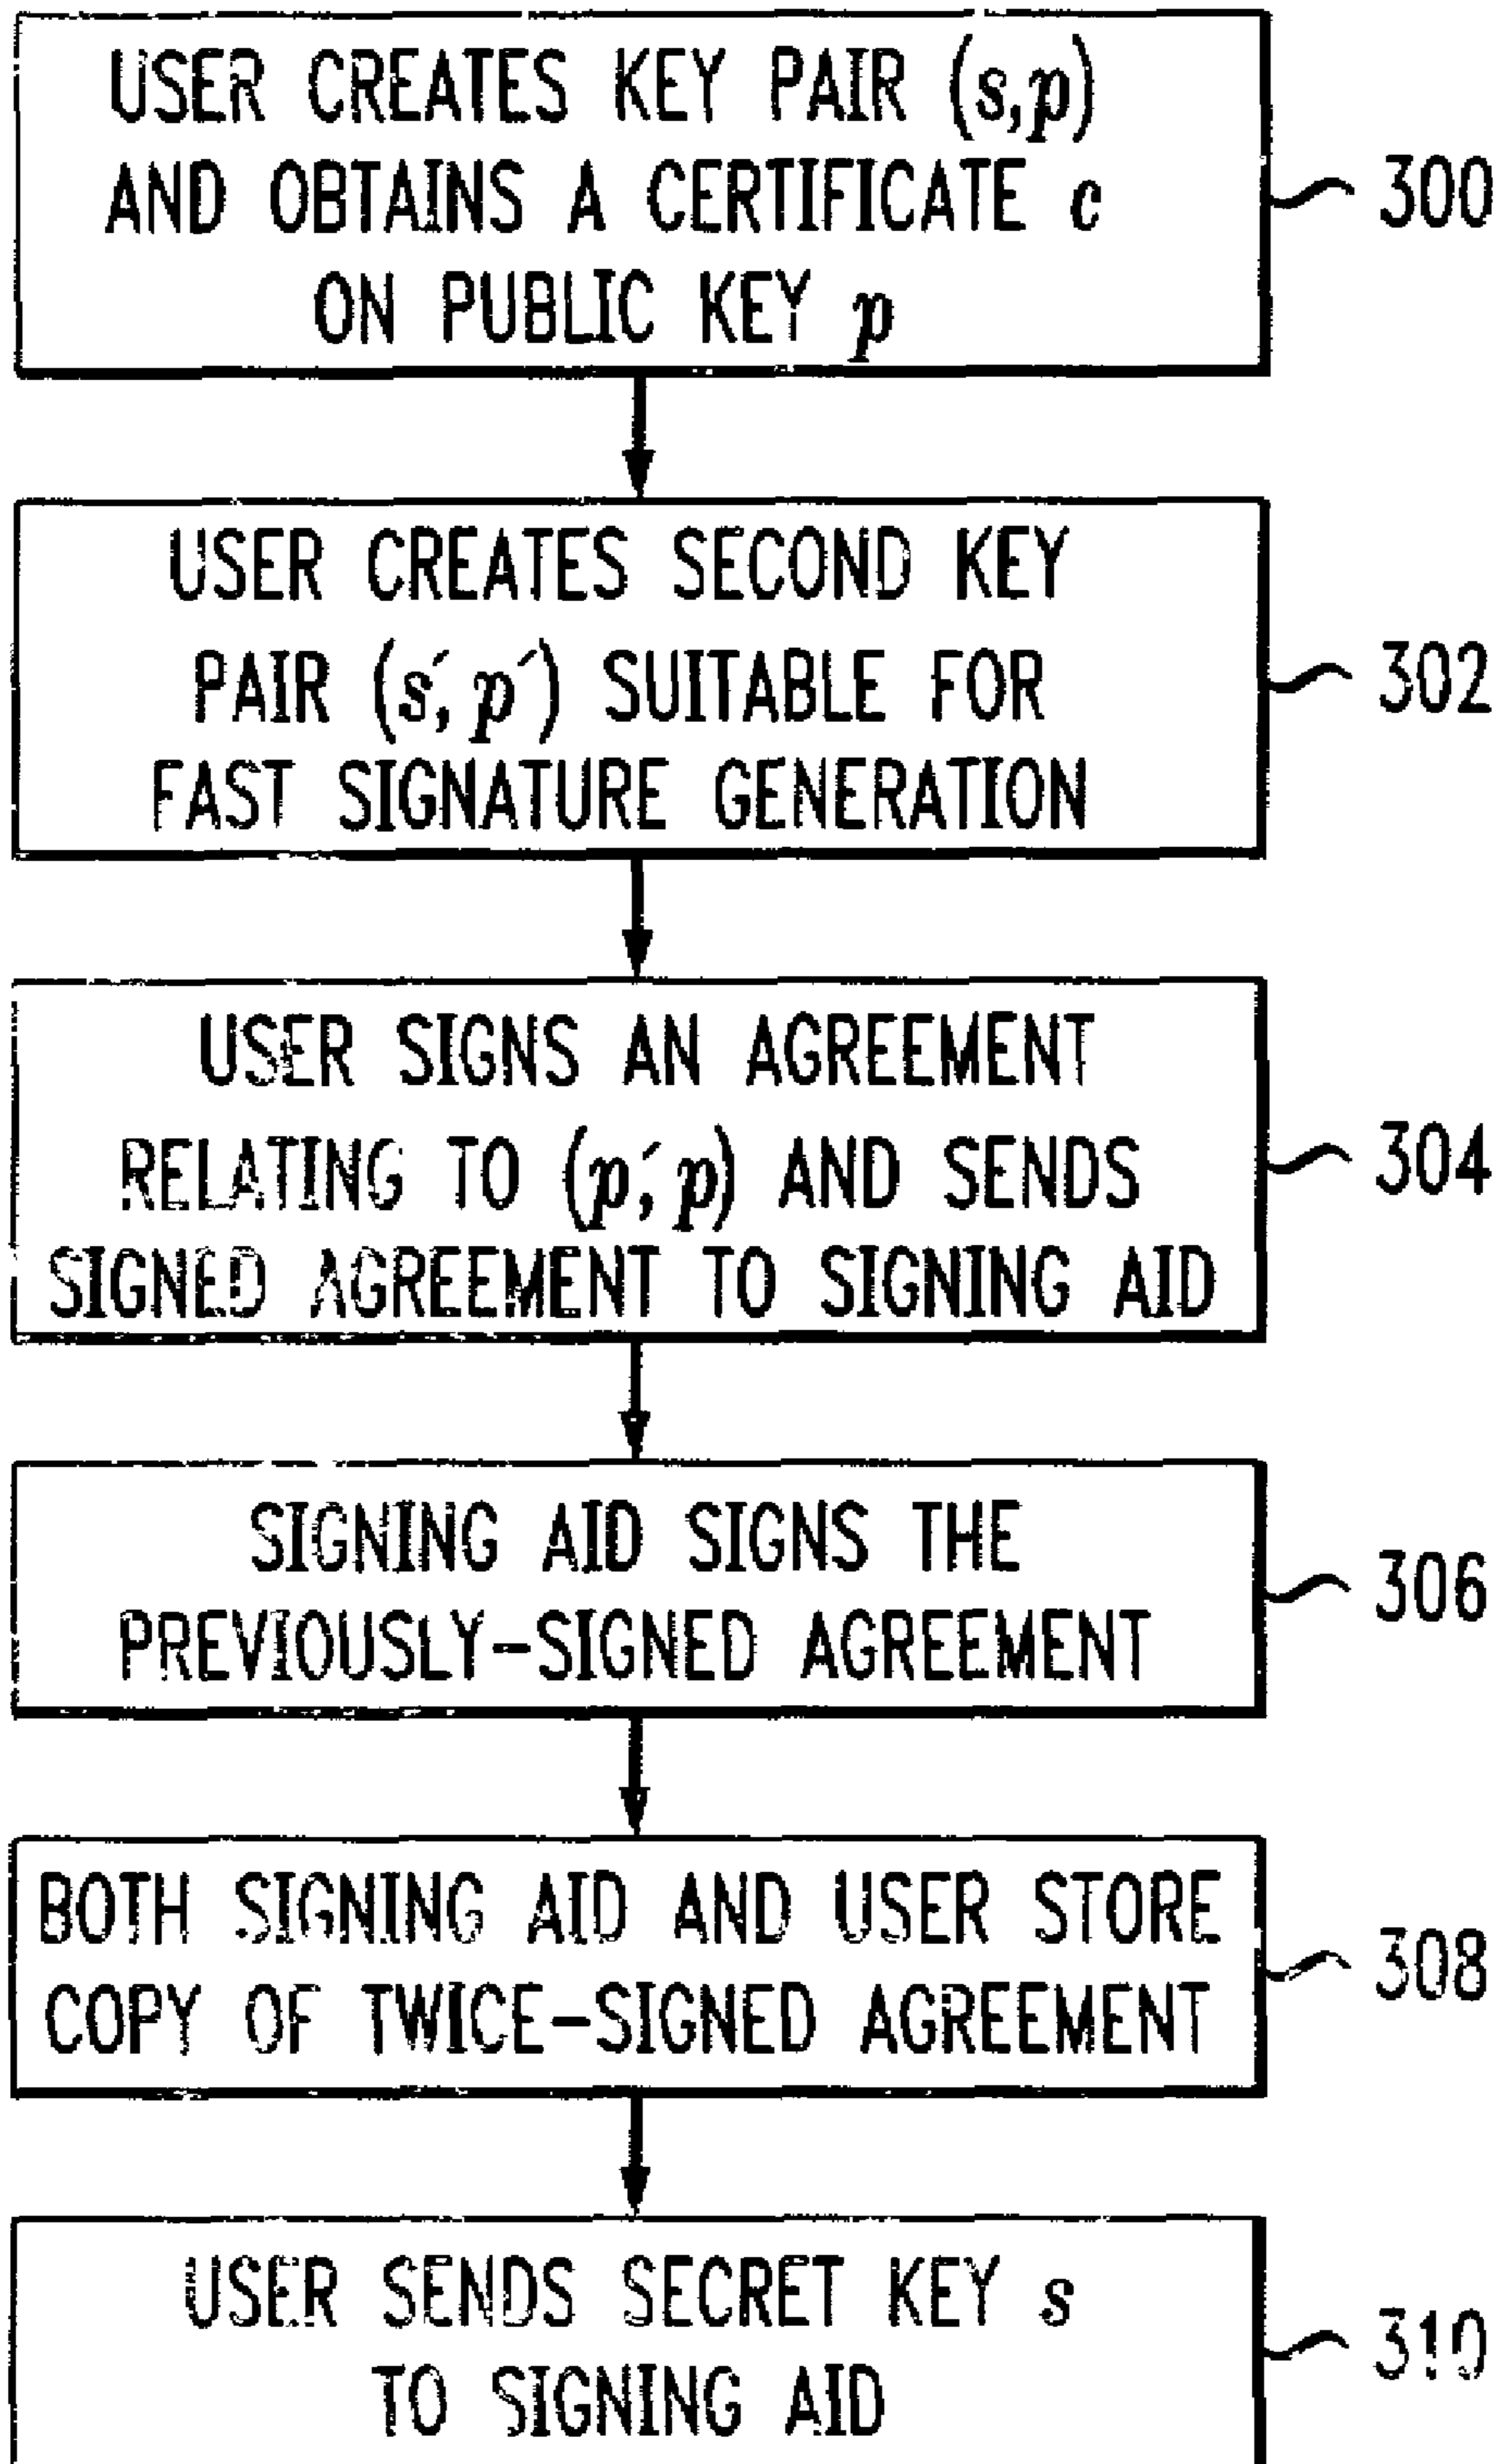 USER CREATES KEY PAIR (s,p)
AND OBTAINS A CERTIFICATE c
ON PUBLIC KEY p
300
USER CREATES SECOND KEY
PAIR (s′, p′) SUITABLE FOR
FAST SIGNATURE GENERATION
302
USER SIGNS AN AGREEMENT
RELATING TO (p′, p) AND SENDS
SIGNED AGREEMENT TO SIGNING AID
304
SIGNING AID SIGNS THE
PREVIOUSLY-SIGNED AGREEMENT
306
BOTH SIGNING AID AND USER STORE
COPY OF TWICE-SIGNED AGREEMENT
308
USER SENDS SECRET KEY s
TO SIGNING AID
310